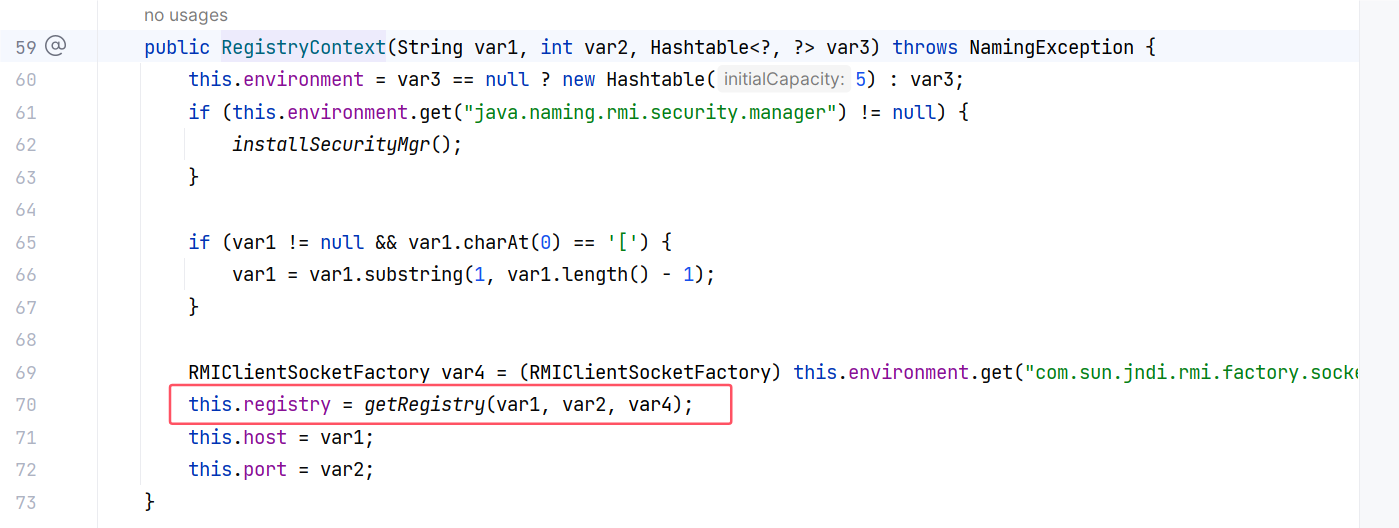 no usages
59 @ public RegistryContext(String var1, int var2, Hashtable<?, ?> var3) throws NamingException {
60 this.environment = var3 == null ? new Hashtable( initialCapacity: 5) : var3;
61 if (this.environment.get("java.naming.rmi.security.manager") != null) {
62 installSecurityMgr();
63 }
64
65 if (var1 != null && var1.charAt(0) == '[') {
66 var1 = var1.substring(1, var1.length() - 1);
67 }
68
69 RMIClientSocketFactory var4 = (RMIClientSocketFactory) this.environment.get("com.sun.jndi.rmi.factory.socke
70 this.registry = getRegistry(var1, var2, var4);
71 this.host = var1;
72 this.port = var2;
73 }